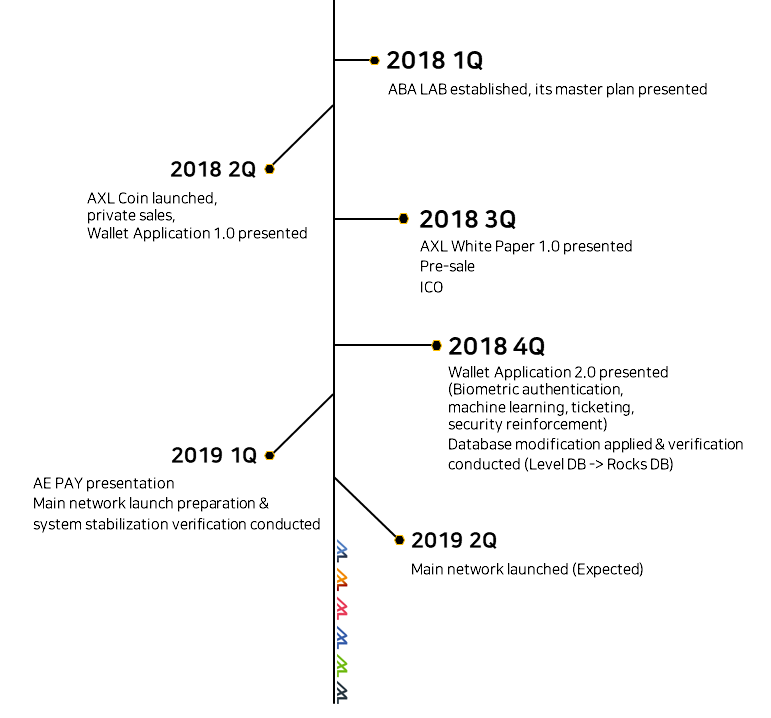 2018 1Q
ABA LAB established, its master plan presented
2018 2Q
AXL Coin launched,
private sales,
Wallet Application 1.0 presented
2018 3Q
AXL White Paper 1.0 presented
Pre-sale
ICO
2018 4Q
Wallet Application 2.0 presented
(Biometric authentication,
machine learning, ticketing,
security reinforcement)
Database modification applied & verification
conducted (Level DB -> Rocks DB)
2019 1Q
AE PAY presentation
Main network launch preparation &
system stabilization verification conducted
2019 2Q
Main network launched (Expected)